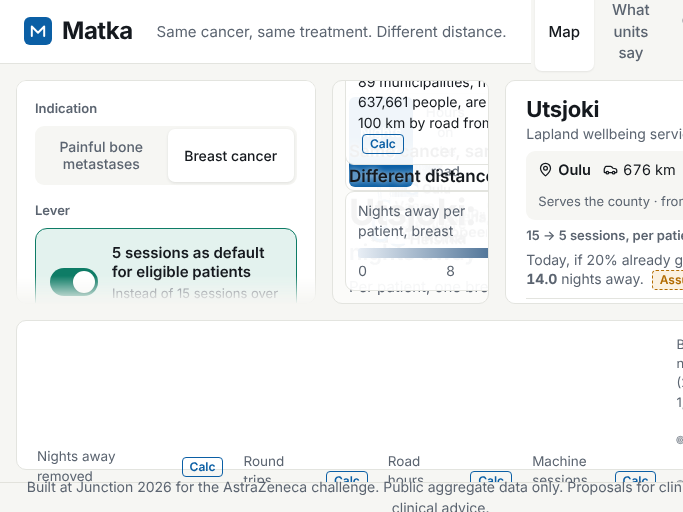 Matka
Same cancer, same treatment. Different distance.
Map
What
units
say
Indication
Painful bone
metastases
Breast cancer
Lever
5 sessions as default
for eligible patients
Instead of 15 sessions over
89 municipalities,
637,661 people, are
100 km by road from
Calc
road
Different distance
Nights away per
patient, breast
0 8
Utsjoki
Lapland wellbeing servi
Oulu 676 km
Serves the county · fro
15 → 5 sessions, per pati
Today, if 20% already g
14.0 nights away.
Nights away
removed
Calc
Round
trips
Calc
Road
hours
Calc
Machine
sessions
Calc
Built at Junction 2026 for the AstraZeneca challenge. Public aggregate data only. Proposals for clin
clinical advice.